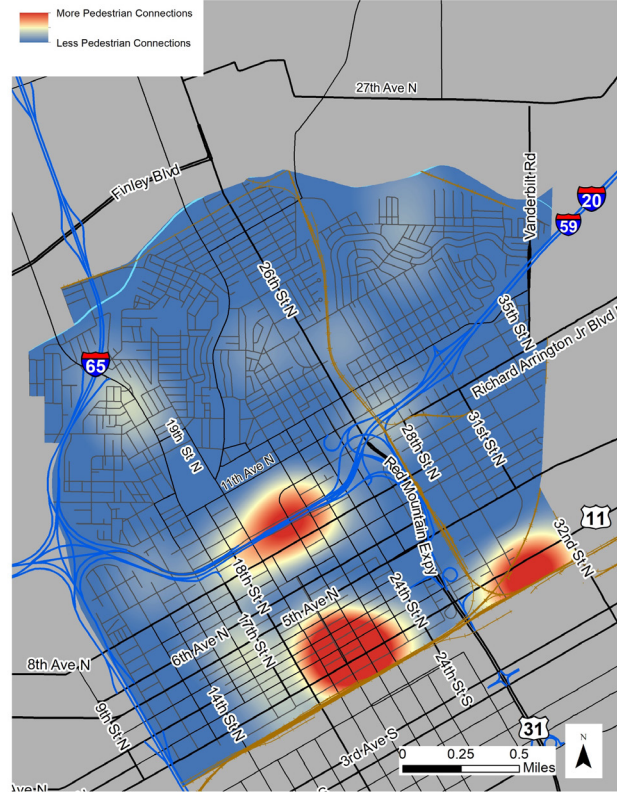 More Pedestrian Connections
Less Pedestrian Connections
27th Ave N
Finley Blvd
Vanderbilt Rd
20
59
26th St N
35th St N
65
Richard Arrington Jr Blvd
19th St N
28th St N
31st St N
11th Ave N
Red Mountain Expy
11
32nd St N
18th St N
5th Ave N
24th St N
17th St N
6th Ave N
8th Ave N
14th St N
24th St S
9th St N
31
3rd Ave S
N
0 0.25 0.5
Miles
Ave N